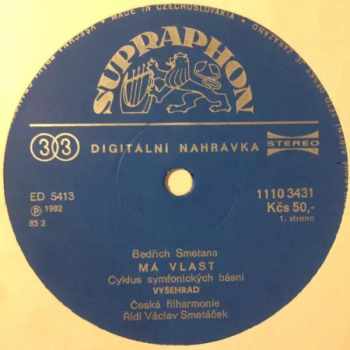 MADE IN CZECHOSLOVAKIA
SUPRAPHON
33
DIGITÁLNÍ NAHRÁVKA
STEREO
ED 5413
℗ 1982
83 2
1110 3431
Kčs 50,-
1. strana
Bedřich Smetana
MÁ VLAST
Cyklus symfonických básní
VYŠEHRAD
Česká filharmonie
Řídí Václav Smetáček